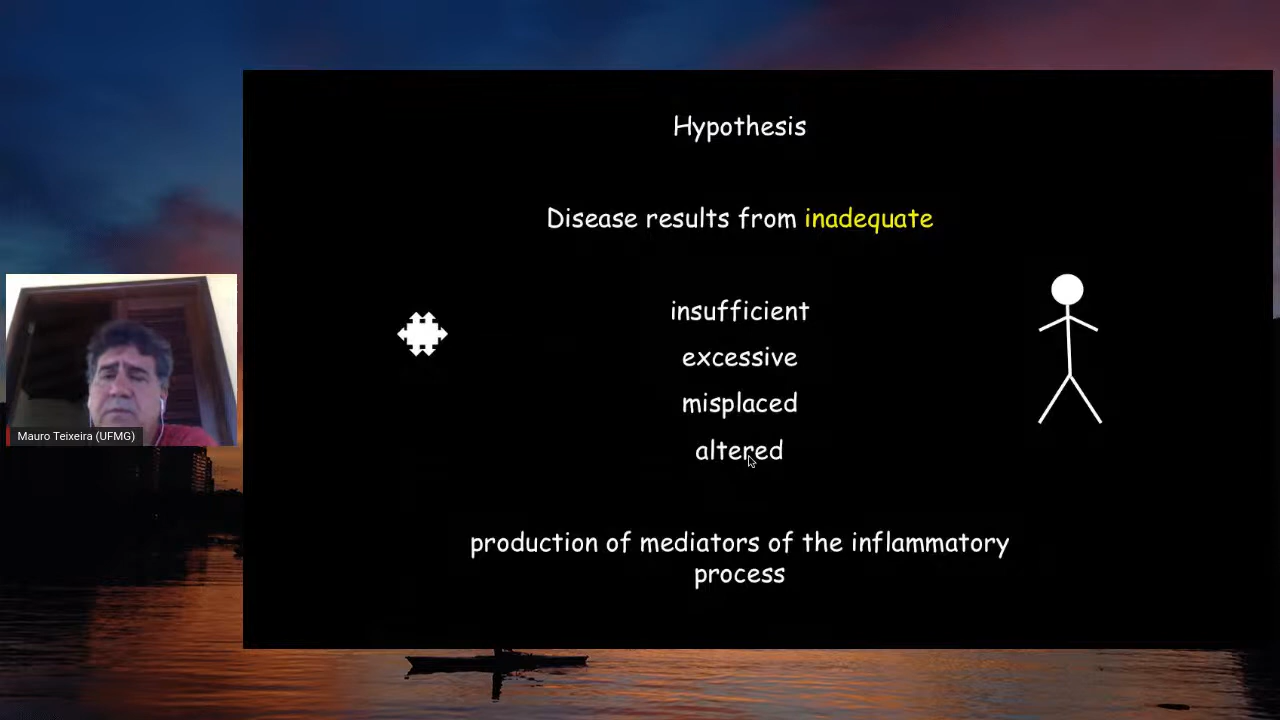 Hypothesis
Disease results from inadequate
insufficient
excessive
misplaced
altered
production of mediators of the inflammatory
process
Mauro Teixeira (UFMG)